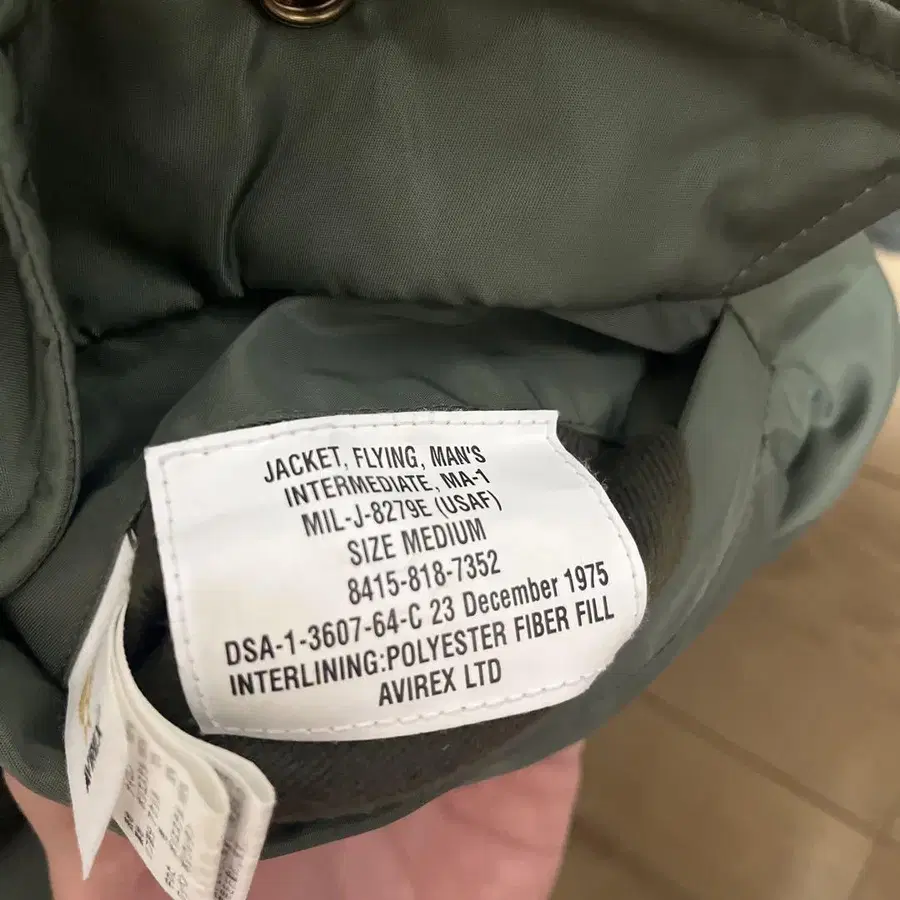 JACKET, FLYING, MAN'S
INTERMEDIATE, MA-1
MIL-J-8279E (USAF)
SIZE MEDIUM
8415-818-7352
DSA-1-3607-64-C 23 December 1975
INTERLINING:POLYESTER FIBER FILL
AVIREX LTD
AVIREX